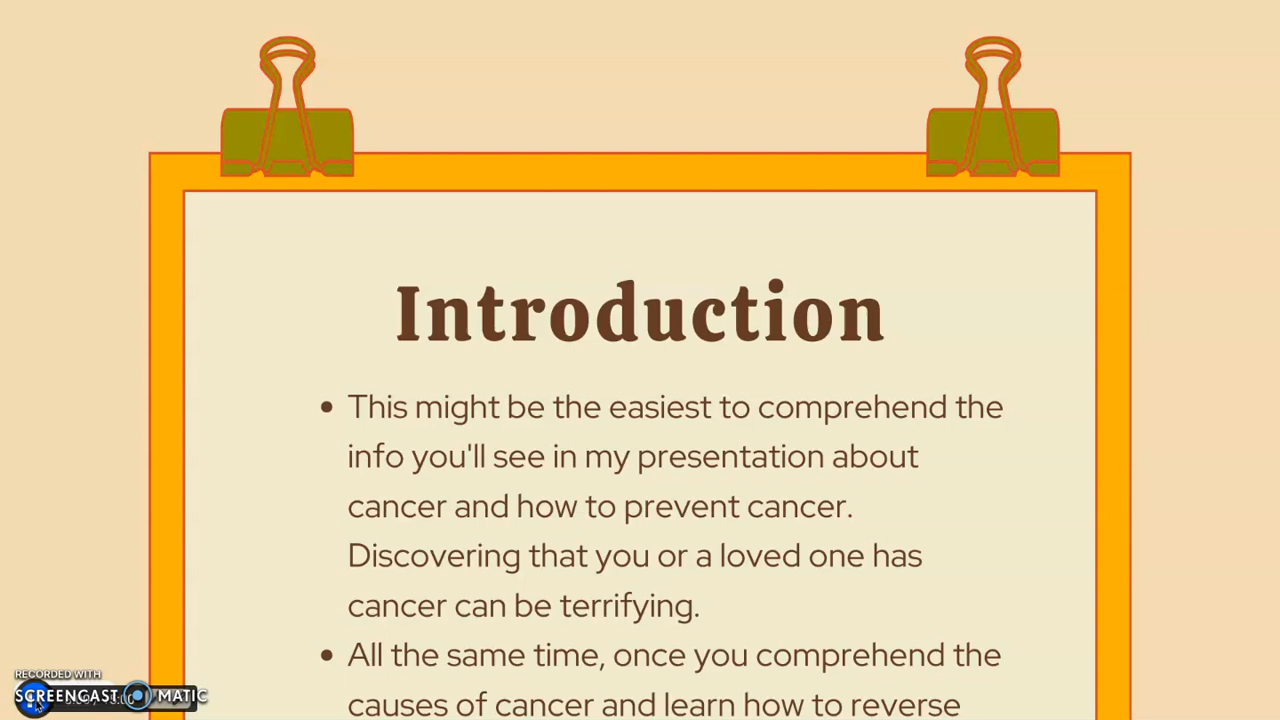 Introduction
• This might be the easiest to comprehend the
info you'll see in my presentation about
cancer and how to prevent cancer.
Discovering that you or a loved one has
cancer can be terrifying.
• All the same time, once you comprehend the
causes of cancer and learn how to reverse
RECORDED WITH
SCREENCAST MATIC